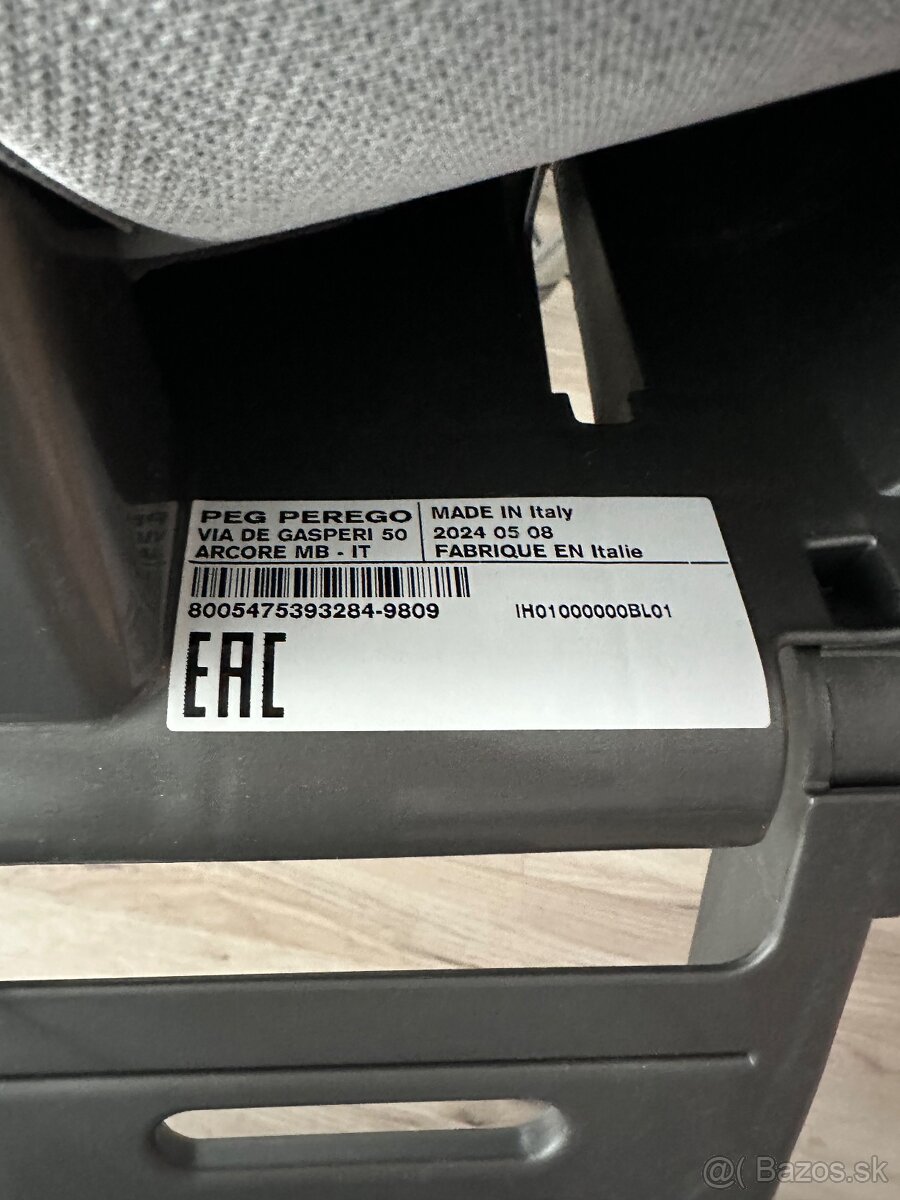 PEG PEREGO
VIA DE GASPERI 50
ARCORE MB - IT
MADE IN Italy
2024 05 08
FABRIQUE EN Italie
8005475393284-9809
IH01000000BL01
EAC
@( Bazos.sk